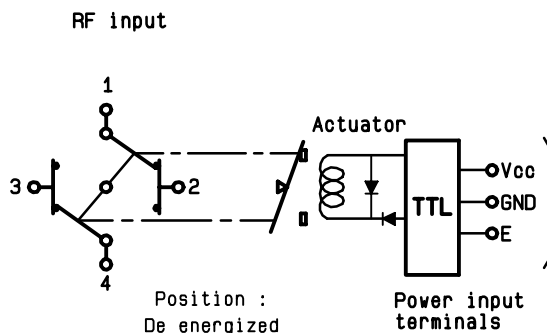 RF input
1
Actuator
3
2
TTL
Vcc
GND
E
4
Position :
De energized
Power input
terminals